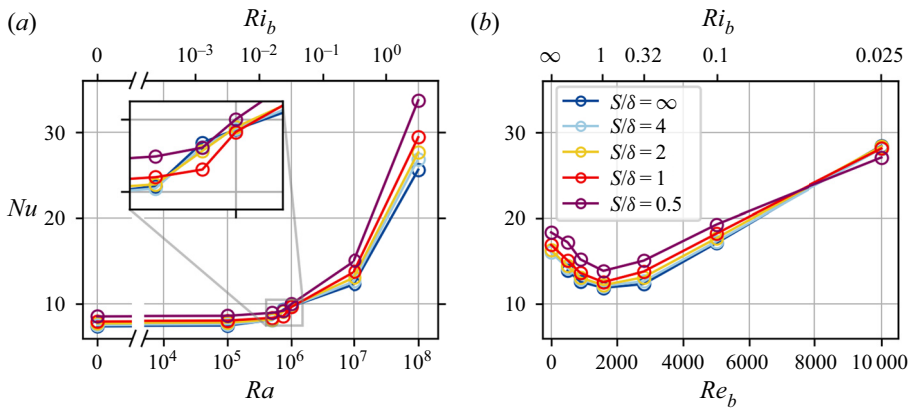 (a)
Ri_b
0 10^{-3} 10^{-2} 10^{-1} 10^0
Nu
30
20
10
0 10^4 10^5 10^6 10^7 10^8
Ra
(b)
Ri_b
∞ 1 0.32 0.1 0.025
S/δ = ∞
S/δ = 4
S/δ = 2
S/δ = 1
S/δ = 0.5
30
20
10
0 2000 4000 6000 8000 10 000
Re_b